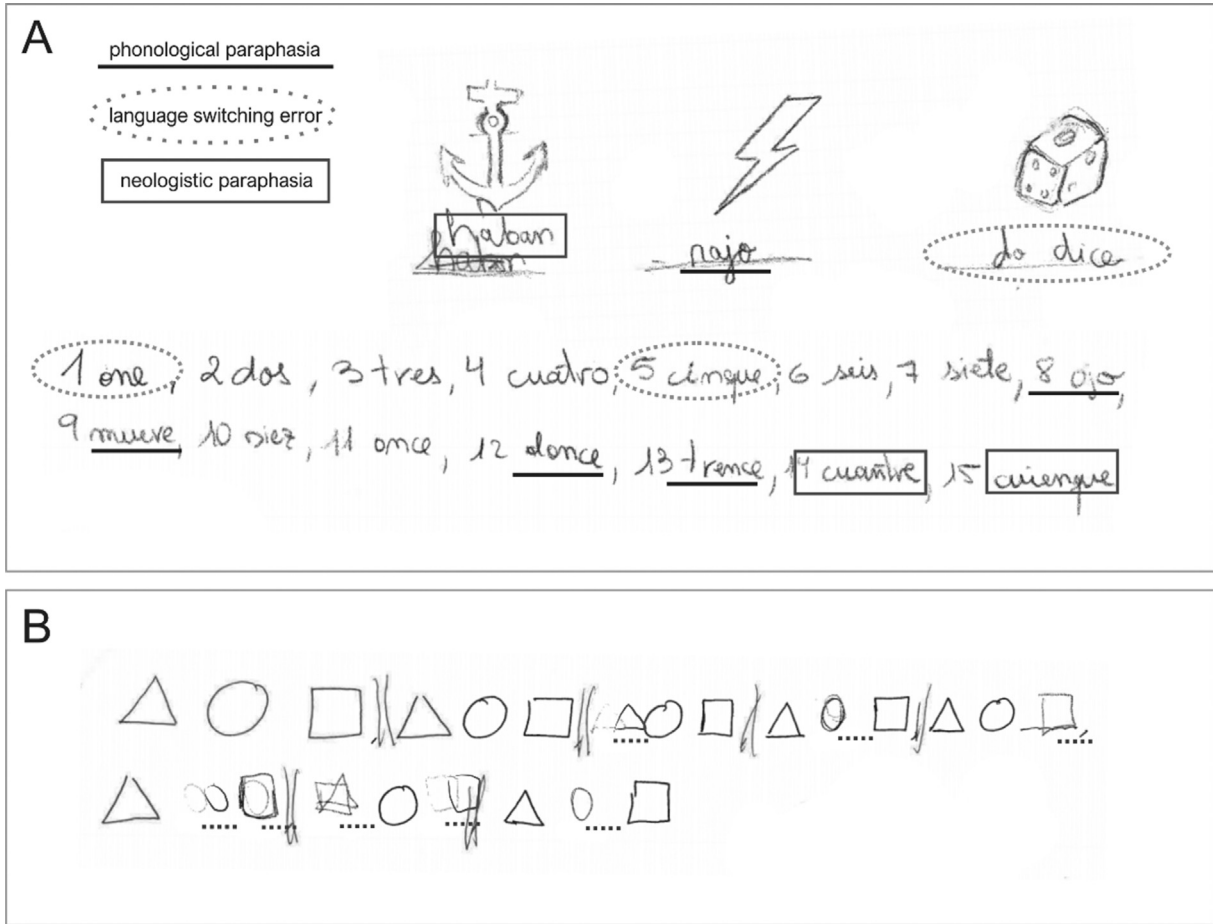 A
phonological paraphasia
language switching error
neologistic paraphasia
haban
rajo
do dice
1 one, 2 dos, 3 tres, 4 cuatro, 5 cinque, 6 seis, 7 siete, 8 ojo,
9 mueve, 10 diez, 11 once, 12 donce, 13 trence, 14 cuantre, 15 cuienque
B